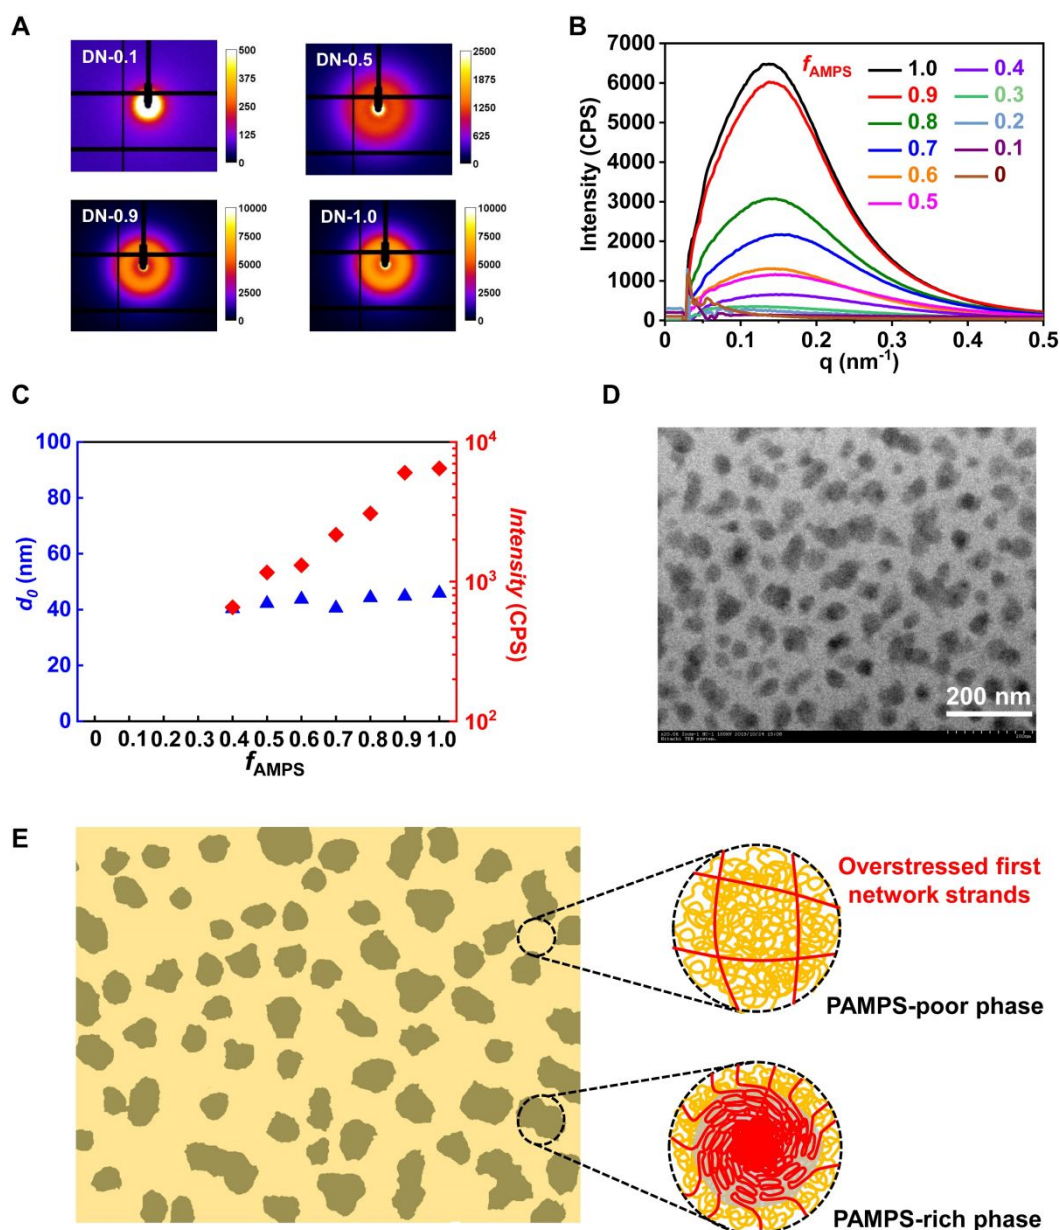 A
DN-0.1
500
375
250
125
0
DN-0.5
2500
1875
1250
625
0
DN-0.9
10000
7500
5000
2500
0
DN-1.0
10000
7500
5000
2500
0
B
7000
6000
5000
4000
3000
2000
1000
0
Intensity (CPS)
0
0.1
0.2
0.3
0.4
0.5
q (nm⁻¹)
fAMPS
1.0
0.9
0.8
0.7
0.6
0.5
0.4
0.3
0.2
0.1
0
C
100
80
60
40
20
0
d0 (nm)
10⁴
10³
10²
Intensity (CPS)
0 0.1 0.2 0.3 0.4 0.5 0.6 0.7 0.8 0.9 1.0
fAMPS
D
200 nm
Hitachi TEM system.
E
Overstressed first
network strands
PAMPS-poor phase
PAMPS-rich phase